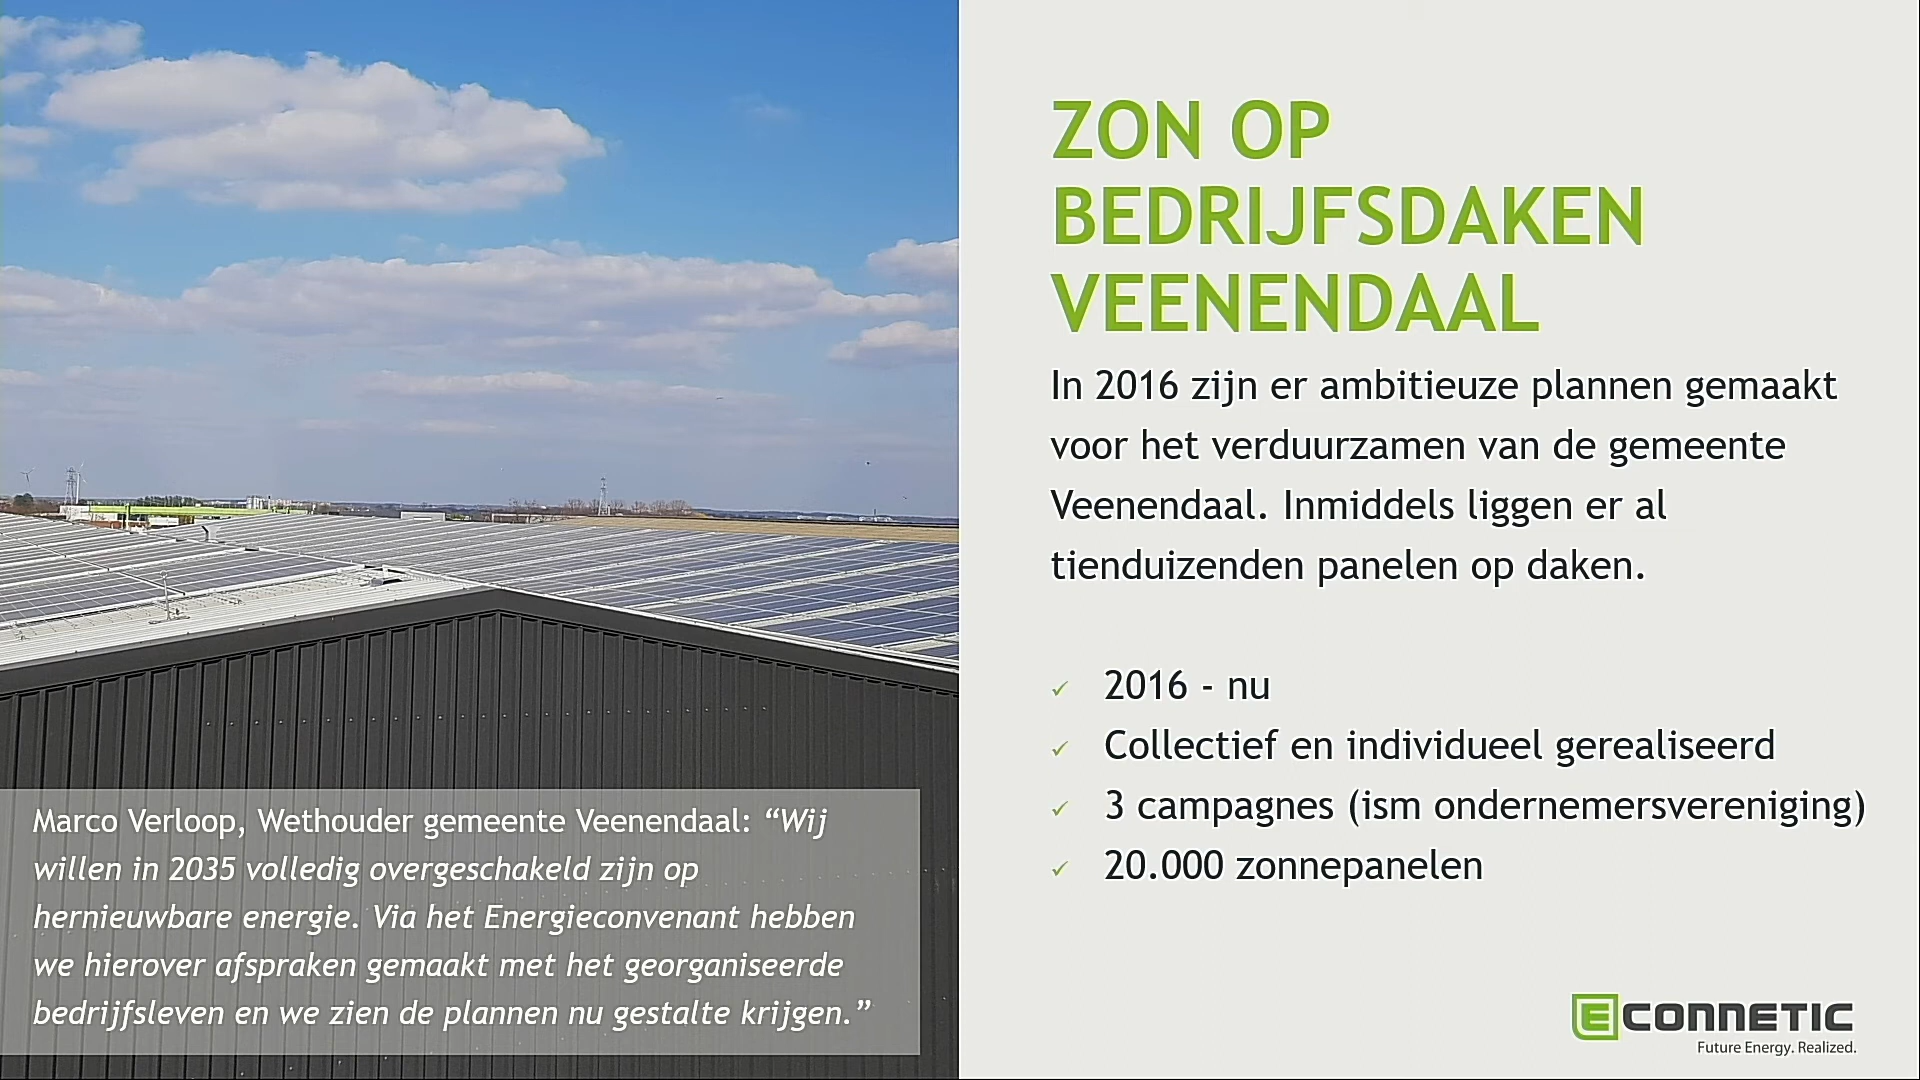 ZON OP
BEDRIJFSDAKEN
VEENENDAAL
In 2016 zijn er ambitieuze plannen gemaakt
voor het verduurzamen van de gemeente
Veenendaal. Inmiddels liggen er al
tienduizenden panelen op daken.
✓ 2016 - nu
✓ Collectief en individueel gerealiseerd
✓ 3 campagnes (ism ondernemersvereniging)
✓ 20.000 zonnepanelen
Marco Verloop, Wethouder gemeente Veenendaal: “Wij
willen in 2035 volledig overgeschakeld zijn op
hernieuwbare energie. Via het Energieconvenant hebben
we hierover afspraken gemaakt met het georganiseerde
bedrijfsleven en we zien de plannen nu gestalte krijgen.”
ECONNETIC
Future Energy. Realized.